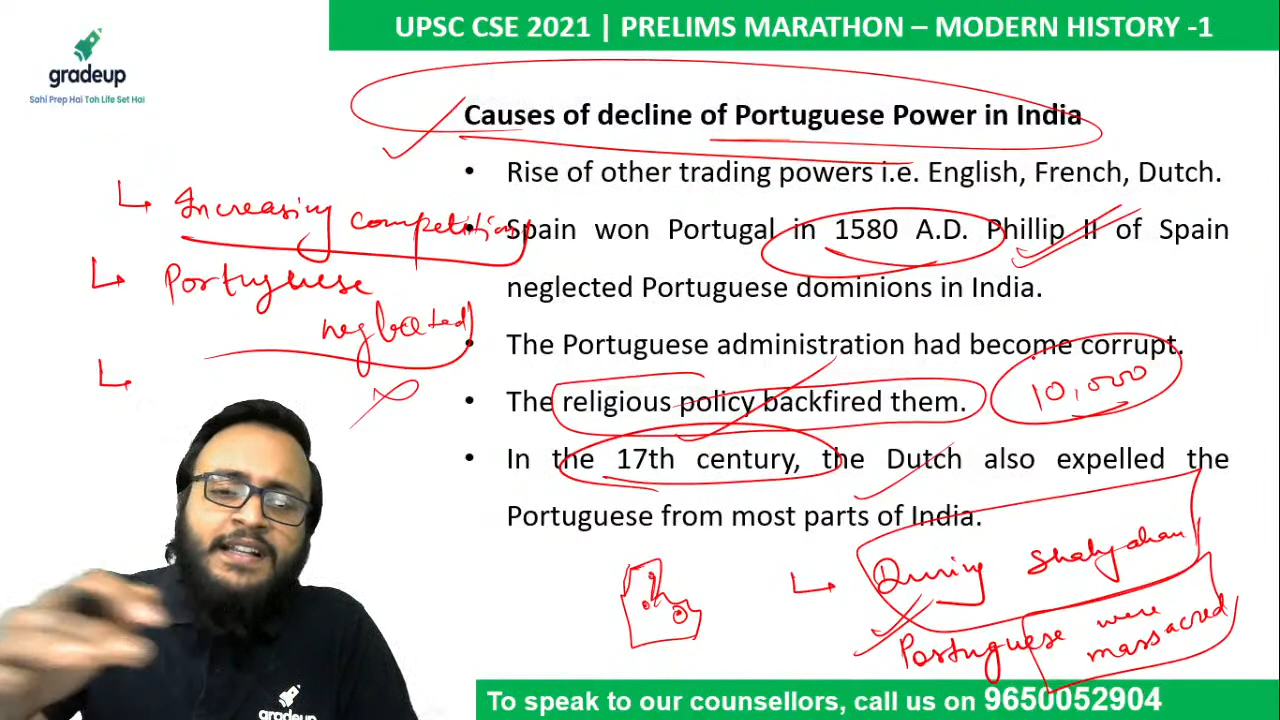 UPSC CSE 2021 | PRELIMS MARATHON – MODERN HISTORY -1
gradeup
Sahi Prep Hai Toh Life Set Hai
Causes of decline of Portuguese Power in India
• Rise of other trading powers i.e. English, French, Dutch.
• Spain won Portugal in 1580 A.D. Phillip II of Spain
neglected Portuguese dominions in India.
• The Portuguese administration had become corrupt.
• The religious policy backfired them.
• In the 17th century, the Dutch also expelled the
Portuguese from most parts of India.
Increasing competition
Portuguese
neglected
10,000
During Shahjahan
Portuguese were
massacred
gradeup
To speak to our counsellors, call us on 9650052904